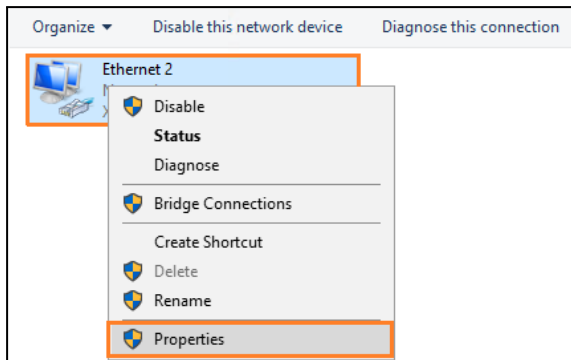 Organize Disable this network device Diagnose this connection
Ethernet 2
Disable
Status
Diagnose
Bridge Connections
Create Shortcut
Delete
Rename
Properties